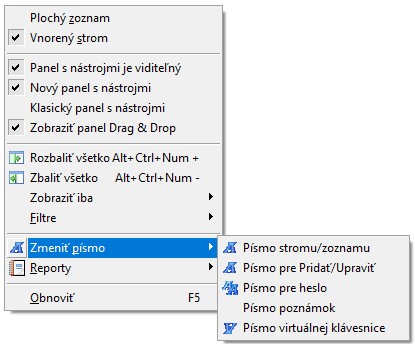 Plochý zoznam
Vnorený strom
Panel s nástrojmi je viditeľný
Nový panel s nástrojmi
Klasický panel s nástrojmi
Zobraziť panel Drag & Drop
Rozbaliť všetko Alt+Ctrl+Num +
Zbaliť všetko Alt+Ctrl+Num -
Zobraziť iba
Filtre
Zmeniť písmo
Reporty
Obnoviť F5
Písmo stromu/zoznamu
Písmo pre Pridať/Upraviť
Písmo pre heslo
Písmo poznámok
Písmo virtuálnej klávesnice